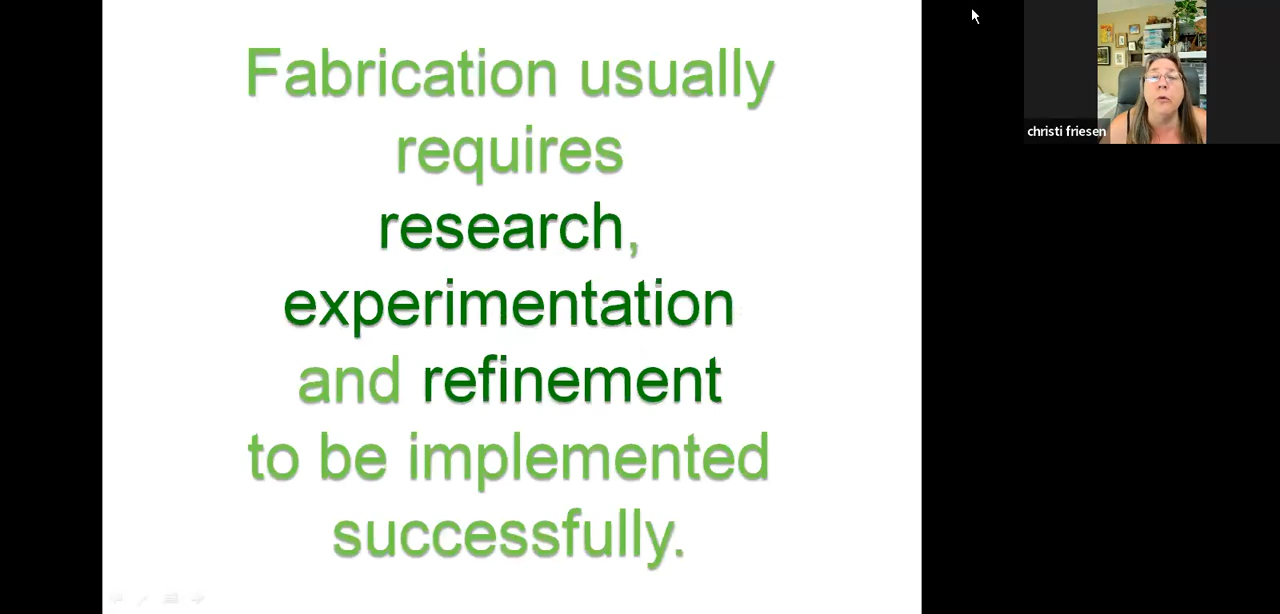 Fabrication usually
requires
research,
experimentation
and refinement
to be implemented
successfully.
christi friesen